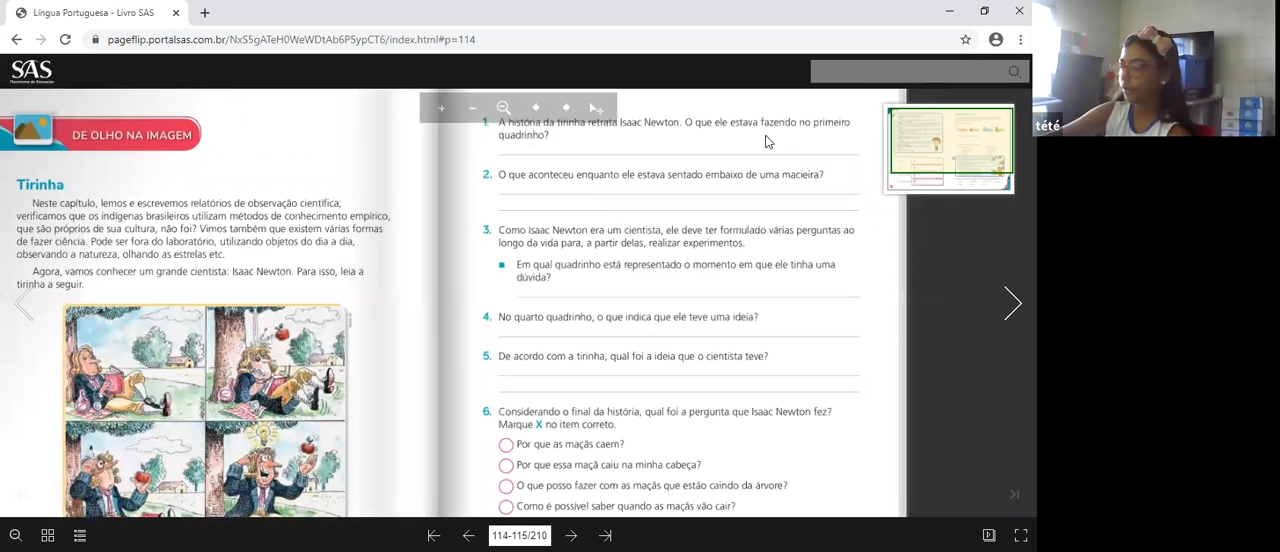 Língua Portuguesa - Livro SAS
pageflip.portalsas.com.br/NxS5gATeH0WeWDtAb6P5ypCT6/index.html#p=114
SAS
Plataforma de Educação
DE OLHO NA IMAGEM
Tirinha
Neste capítulo, lemos e escrevemos relatórios de observação científica;
verificamos que os indígenas brasileiros utilizam métodos de conhecimento empírico,
que são próprios de sua cultura, não foi? Vimos também que existem várias formas
de fazer ciência. Pode ser fora do laboratório, utilizando objetos do dia a dia,
observando a natureza, olhando as estrelas etc.
Agora, vamos conhecer um grande cientista: Isaac Newton. Para isso, leia a
tirinha a seguir.
1. A história da tirinha retrata Isaac Newton. O que ele estava fazendo no primeiro
quadrinho?
2. O que aconteceu enquanto ele estava sentado embaixo de uma macieira?
3. Como Isaac Newton era um cientista, ele deve ter formulado várias perguntas ao
longo da vida para, a partir delas, realizar experimentos.
Em qual quadrinho está representado o momento em que ele tinha uma
dúvida?
4. No quarto quadrinho, o que indica que ele teve uma ideia?
5. De acordo com a tirinha, qual foi a ideia que o cientista teve?
6. Considerando o final da história, qual foi a pergunta que Isaac Newton fez?
Marque X no item correto.
Por que as maçãs caem?
Por que essa maçã caiu na minha cabeça?
O que posso fazer com as maçãs que estão caindo da árvore?
Como é possível saber quando as maçãs vão cair?
114-115/210
tété